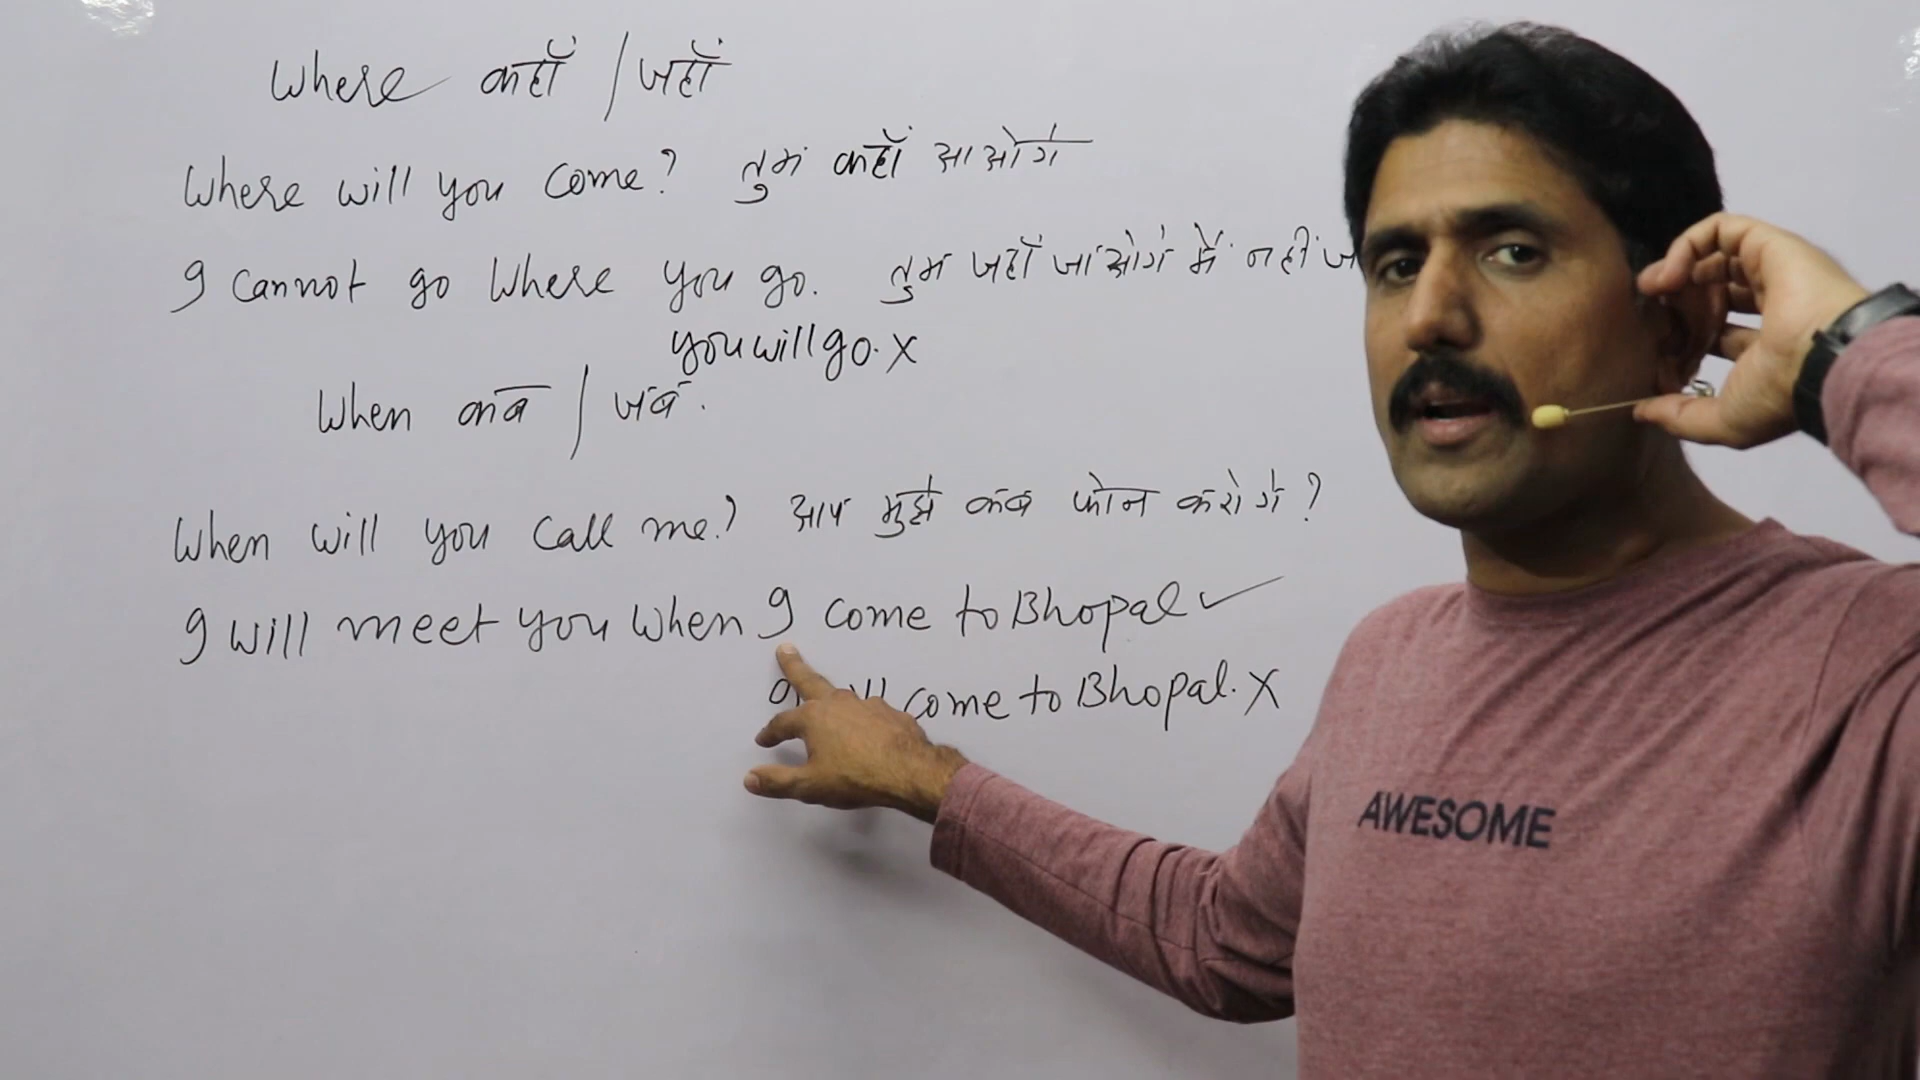 Where कहाँ / जहाँ
Where will you come? तुम कहाँ आओगे
I cannot go where you go. तुम जहाँ जाओगे में नहीं
you will go. x
When कब / जब.
When will you call me? आप मुझे कब फोन करोगे?
I will meet you when I come to Bhopal ✓
come to Bhopal. x
AWESOME